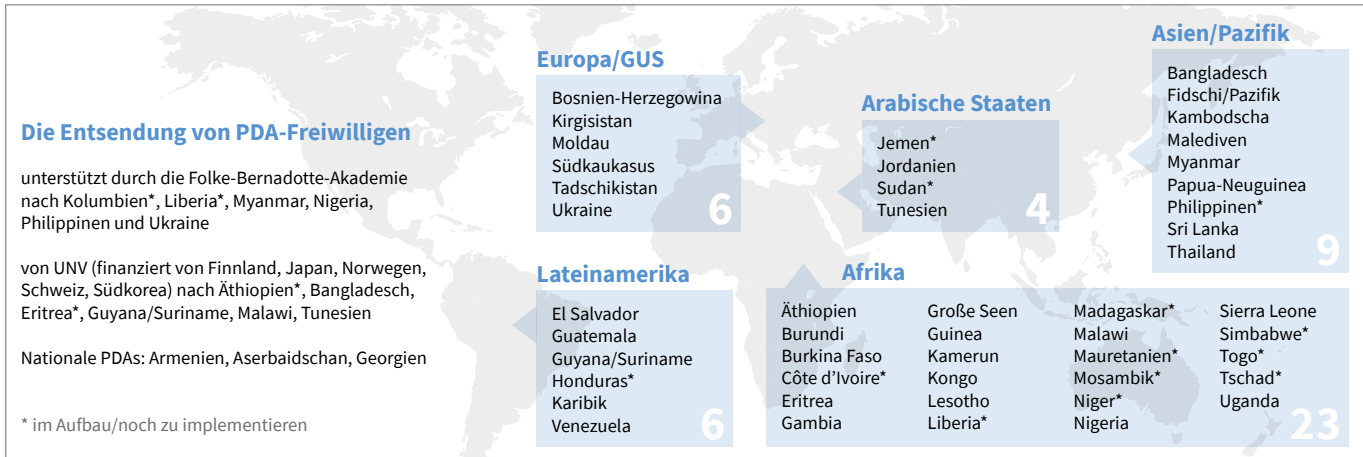 Die Entsendung von PDA-Freiwilligen
unterstützt durch die Folke-Bernadotte-Akademie
nach Kolumbien*, Liberia*, Myanmar, Nigeria,
Philippinen und Ukraine
von UNV (finanziert von Finnland, Japan, Norwegen,
Schweiz, Südkorea) nach Äthiopien*, Bangladesch,
Eritrea*, Guyana/Suriname, Malawi, Tunesien
Nationale PDAs: Armenien, Aserbaidschan, Georgien
* im Aufbau/noch zu implementieren
Europa/GUS
Bosnien-Herzegowina
Kirgisistan
Moldau
Südkaukasus
Tadschikistan
Ukraine
6
Arabische Staaten
Jemen*
Jordanien
Sudan*
Tunesien
4
Asien/Pazifik
Bangladesch
Fidschi/Pazifik
Kambodscha
Malediven
Myanmar
Papua-Neuguinea
Philippinen*
Sri Lanka
Thailand
9
Lateinamerika
El Salvador
Guatemala
Guyana/Suriname
Honduras*
Karibik
Venezuela
6
Afrika
Äthiopien
Burundi
Burkina Faso
Côte d’Ivoire*
Eritrea
Gambia
Große Seen
Guinea
Kamerun
Kongo
Lesotho
Liberia*
Madagaskar*
Malawi
Mauretanien*
Mosambik*
Niger*
Nigeria
Sierra Leone
Simbabwe*
Togo*
Tschad*
Uganda
23